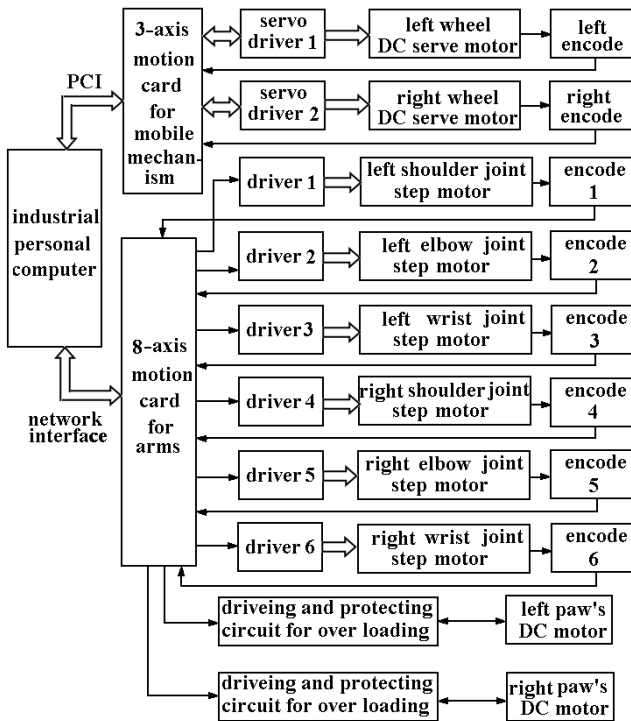 3-axis
motion
card
for
mobile
mechan-
ism
servo
driver 1
left wheel
DC serve motor
left
encode
PCI
servo
driver 2
right wheel
DC serve motor
right
encode
industrial
personal
computer
driver 1
left shoulder joint
step motor
encode
1
driver 2
left elbow joint
step motor
encode
2
8-axis
motion
card
for
arms
driver 3
left wrist joint
step motor
encode
3
network
interface
driver 4
right shoulder joint
step motor
encode
4
driver 5
right elbow joint
step motor
encode
5
driver 6
right wrist joint
step motor
encode
6
driveing and protecting
circuit for over loading
left paw's
DC motor
driveing and protecting
circuit for over loading
right paw's
DC motor